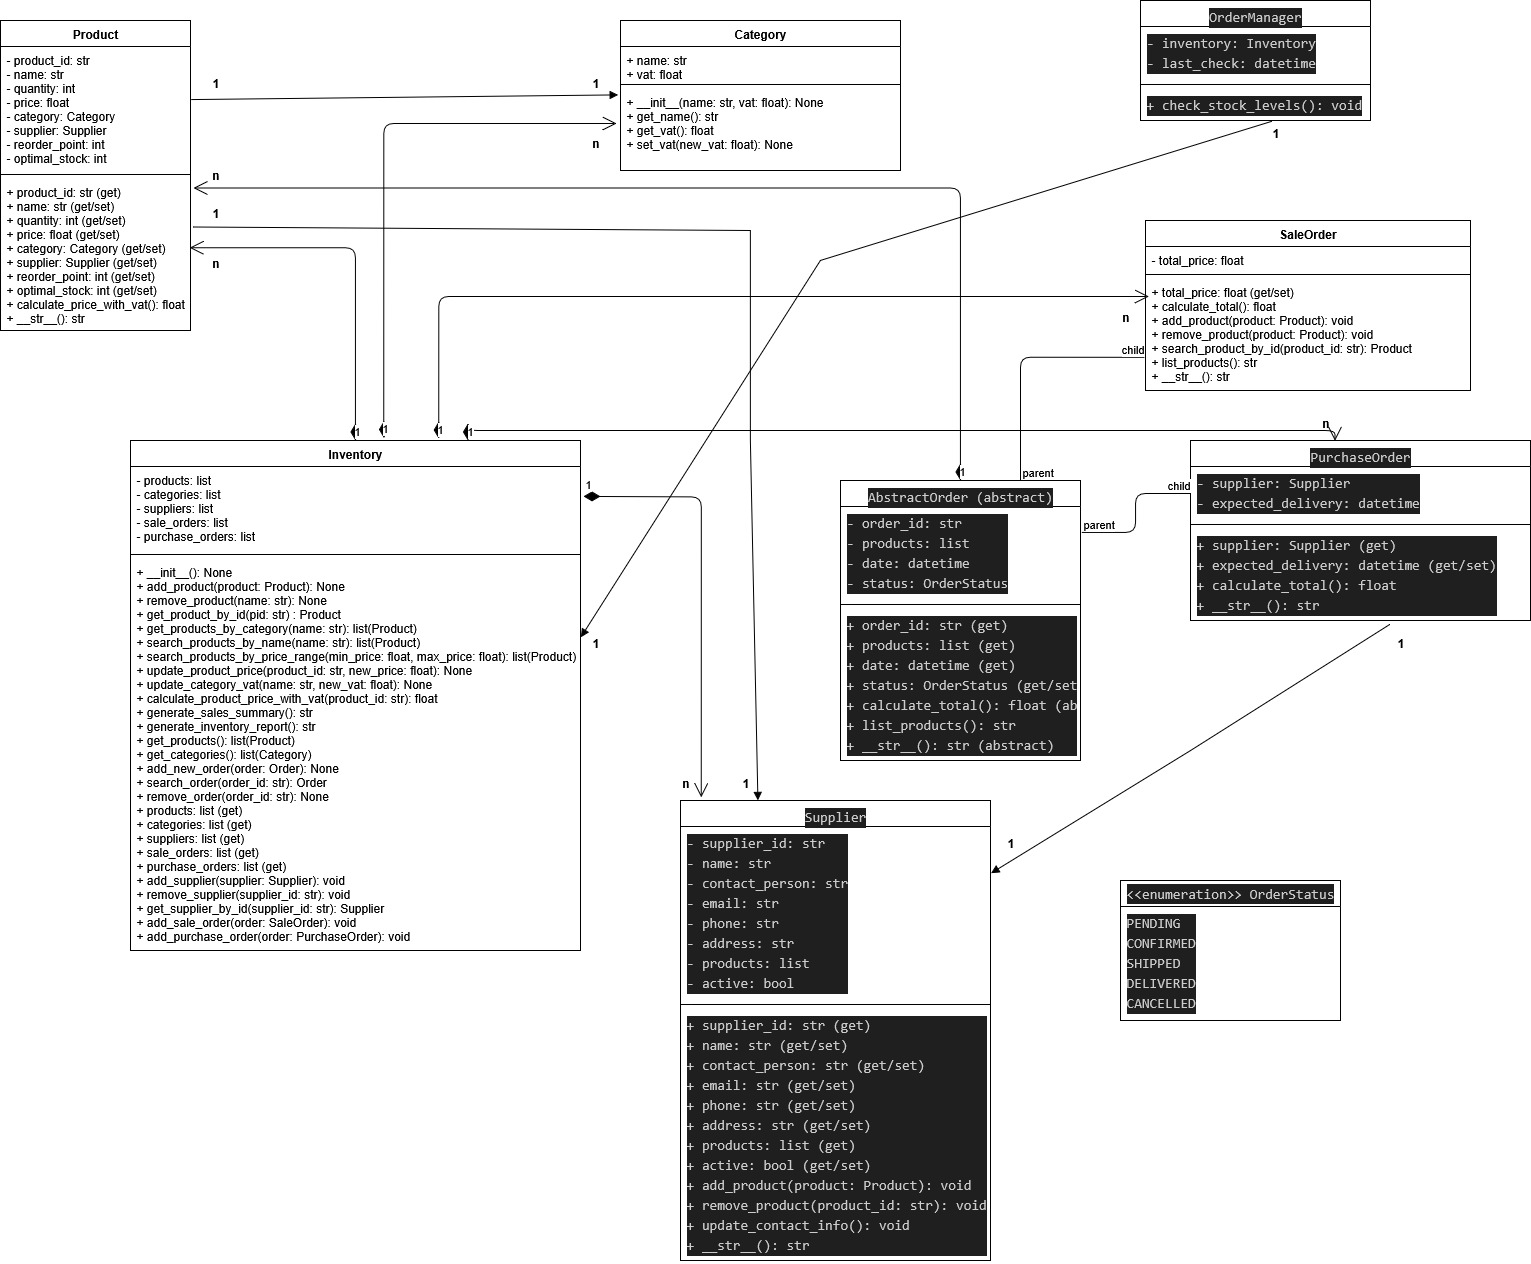 Product
- product_id: str
- name: str
- quantity: int
- price: float
- category: Category
- supplier: Supplier
- reorder_point: int
- optimal_stock: int
+ product_id: str (get)
+ name: str (get/set)
+ quantity: int (get/set)
+ price: float (get/set)
+ category: Category (get/set)
+ supplier: Supplier (get/set)
+ reorder_point: int (get/set)
+ optimal_stock: int (get/set)
+ calculate_price_with_vat(): float
+ __str__(): str
1
1
n
n
1
n
Category
+ name: str
+ vat: float
+ __init__(name: str, vat: float): None
+ get_name(): str
+ get_vat(): float
+ set_vat(new_vat: float): None
OrderManager
- inventory: Inventory
- last_check: datetime
+ check_stock_levels(): void
1
SaleOrder
- total_price: float
+ total_price: float (get/set)
+ calculate_total(): float
+ add_product(product: Product): void
+ remove_product(product: Product): void
+ search_product_by_id(product_id: str): Product
+ list_products(): str
+ __str__(): str
n
child
1
1
1
1
n
Inventory
- products: list
- categories: list
- suppliers: list
- sale_orders: list
- purchase_orders: list
+ __init__(): None
+ add_product(product: Product): None
+ remove_product(name: str): None
+ get_product_by_id(pid: str) : Product
+ get_products_by_category(name: str): list(Product)
+ search_products_by_name(name: str): list(Product)
+ search_products_by_price_range(min_price: float, max_price: float): list(Product)
+ update_product_price(product_id: str, new_price: float): None
+ update_category_vat(name: str, new_vat: float): None
+ calculate_product_price_with_vat(product_id: str): float
+ generate_sales_summary(): str
+ generate_inventory_report(): str
+ get_products(): list(Product)
+ get_categories(): list(Category)
+ add_new_order(order: Order): None
+ search_order(order_id: str): Order
+ remove_order(order_id: str): None
+ products: list (get)
+ categories: list (get)
+ suppliers: list (get)
+ sale_orders: list (get)
+ purchase_orders: list (get)
+ add_supplier(supplier: Supplier): void
+ remove_supplier(supplier_id: str): void
+ get_supplier_by_id(supplier_id: str): Supplier
+ add_sale_order(order: SaleOrder): void
+ add_purchase_order(order: PurchaseOrder): void
1
1
n
1
1
parent
AbstractOrder (abstract)
- order_id: str
- products: list
- date: datetime
- status: OrderStatus
+ order_id: str (get)
+ products: list (get)
+ date: datetime (get)
+ status: OrderStatus (get/set
+ calculate_total(): float (ab
+ list_products(): str
+ __str__(): str (abstract)
parent
child
PurchaseOrder
- supplier: Supplier
- expected_delivery: datetime
+ supplier: Supplier (get)
+ expected_delivery: datetime (get/set)
+ calculate_total(): float
+ __str__(): str
1
1
Supplier
- supplier_id: str
- name: str
- contact_person: str
- email: str
- phone: str
- address: str
- products: list
- active: bool
+ supplier_id: str (get)
+ name: str (get/set)
+ contact_person: str (get/set)
+ email: str (get/set)
+ phone: str (get/set)
+ address: str (get/set)
+ products: list (get)
+ active: bool (get/set)
+ add_product(product: Product): void
+ remove_product(product_id: str): void
+ update_contact_info(): void
+ __str__(): str
<<enumeration>> OrderStatus
PENDING
CONFIRMED
SHIPPED
DELIVERED
CANCELLED